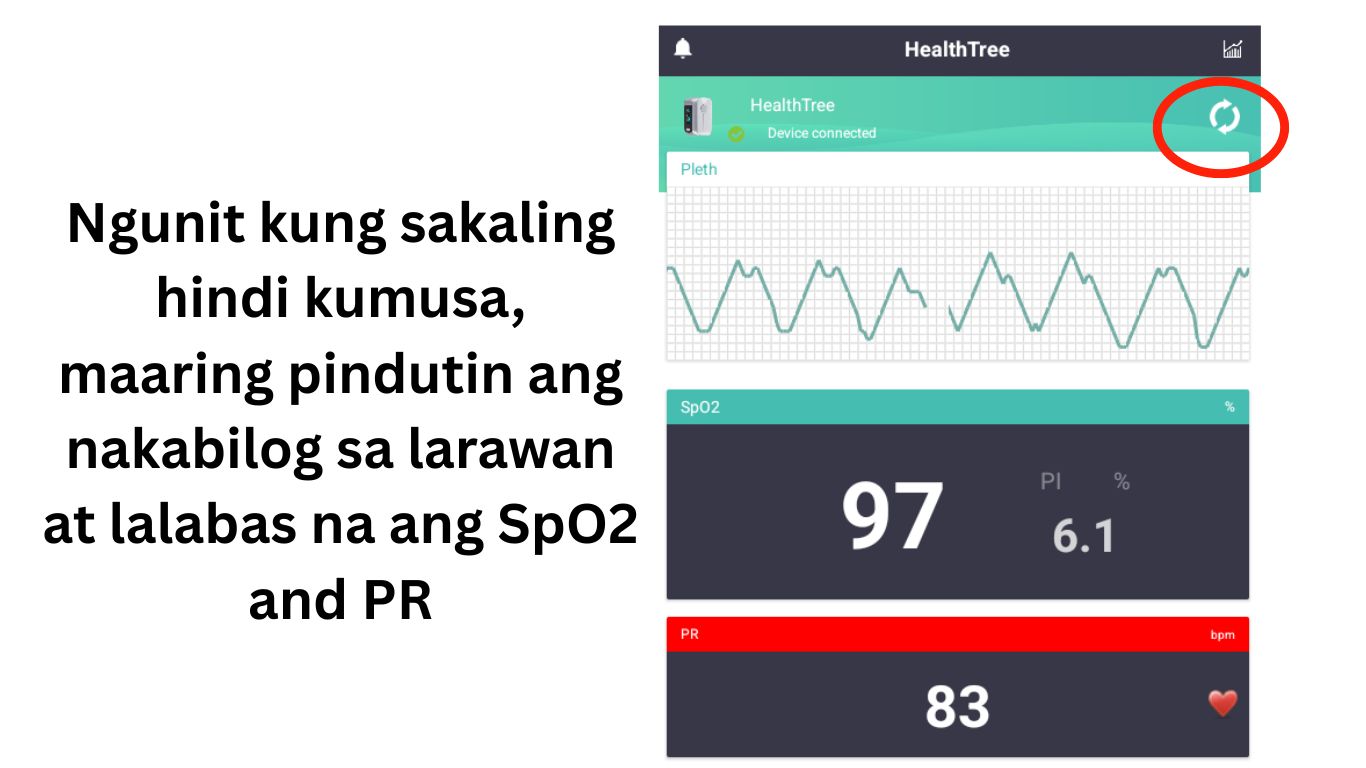 Ngunit kung sakaling
hindi kumusa,
maaring pindutin ang
nakabilog sa larawan
at lalabas na ang SpO2
and PR
HealthTree
HealthTree
Device connected
Pleth
SpO2 %
PI %
97 6.1
PR bpm
83